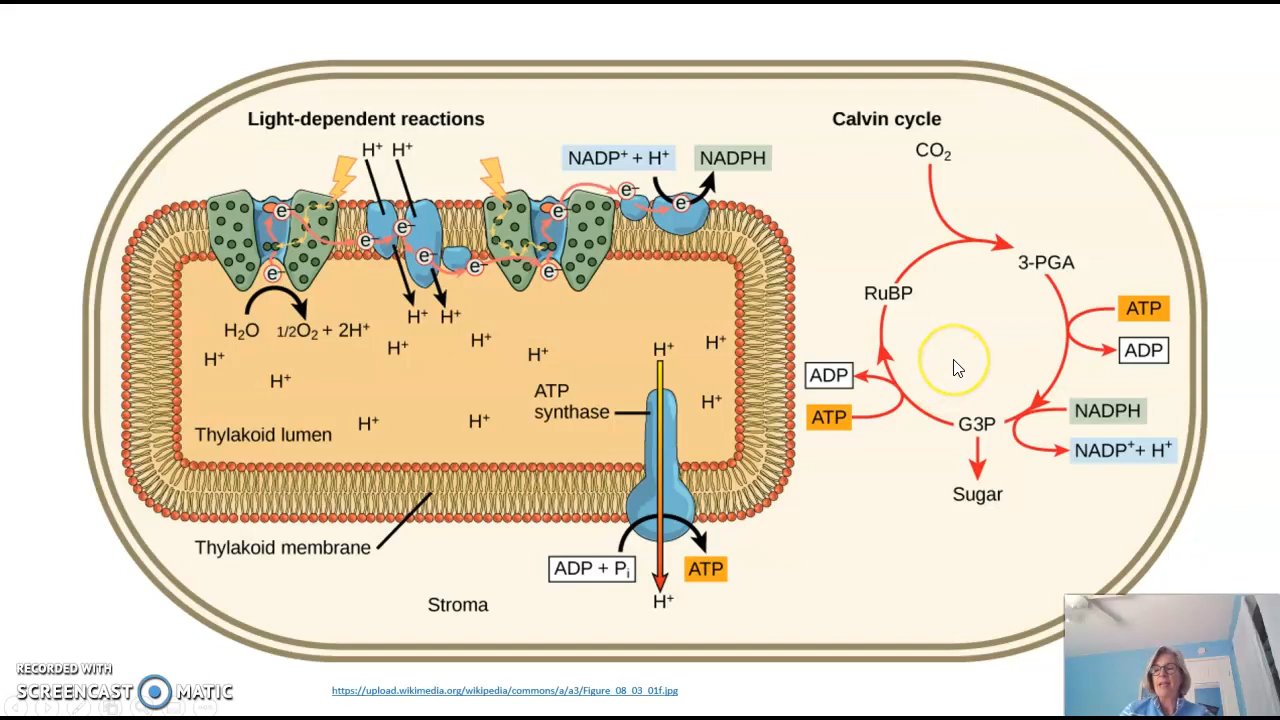 Light-dependent reactions
Calvin cycle
H⁺ H⁺
NADP⁺ + H⁺
NADPH
CO₂
e⁻
e⁻
e⁻
e⁻
e⁻
e⁻
e⁻
e⁻
e⁻
e⁻
e⁻
3-PGA
RuBP
H₂O
1/2O₂ + 2H⁺
H⁺ H⁺
H⁺
H⁺
H⁺
H⁺
H⁺
H⁺
H⁺
ATP
ADP
ATP
synthase
H⁺
H⁺
H⁺
ADP
ATP
NADPH
G3P
NADP⁺+ H⁺
Thylakoid lumen
Sugar
Thylakoid membrane
ADP + Pᵢ
ATP
Stroma
H⁺
RECORDED WITH
SCREENCAST MATIC
https://upload.wikimedia.org/wikipedia/commons/a/a3/Figure_08_03_01f.jpg